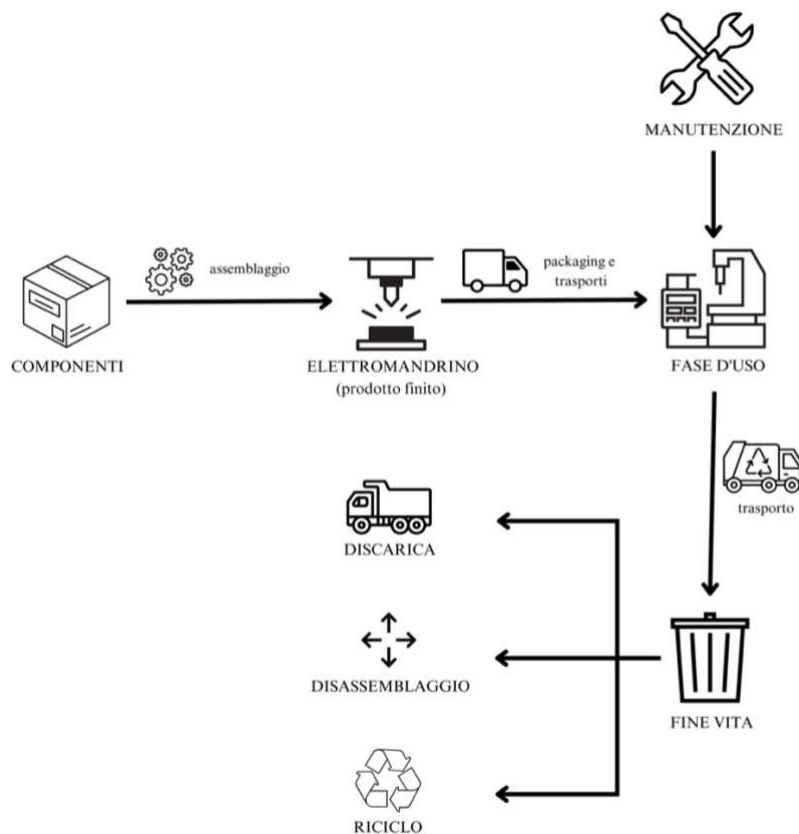 MANUTENZIONE
assemblaggio
packaging e
trasporti
COMPONENTI
ELETTROMANDRINO
(prodotto finito)
FASE D'USO
trasporto
DISCARICA
DISASSEMBLAGGIO
FINE VITA
RICICLO